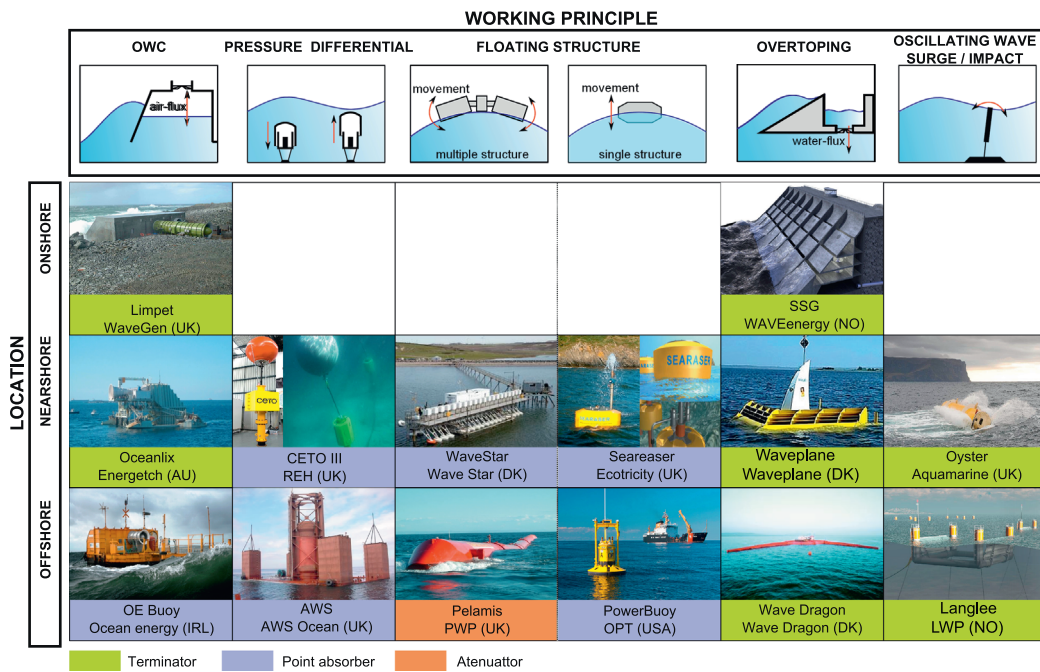 WORKING PRINCIPLE
OWC
PRESSURE DIFFERENTIAL
FLOATING STRUCTURE
OVERTOPING
OSCILLATING WAVE
SURGE / IMPACT
air-flux
movement
multiple structure
movement
single structure
water-flux
LOCATION
ONSHORE
Limpet
WaveGen (UK)
SSG
WAVEenergy (NO)
NEARSHORE
CETO
SEARASER
Oceanlix
Energetch (AU)
CETO III
REH (UK)
WaveStar
Wave Star (DK)
Seareaser
Ecotricity (UK)
Waveplane
Waveplane (DK)
Oyster
Aquamarine (UK)
OFFSHORE
OE Buoy
Ocean energy (IRL)
AWS
AWS Ocean (UK)
Pelamis
PWP (UK)
PowerBuoy
OPT (USA)
Wave Dragon
Wave Dragon (DK)
Langlee
LWP (NO)
Terminator
Point absorber
Atenuattor